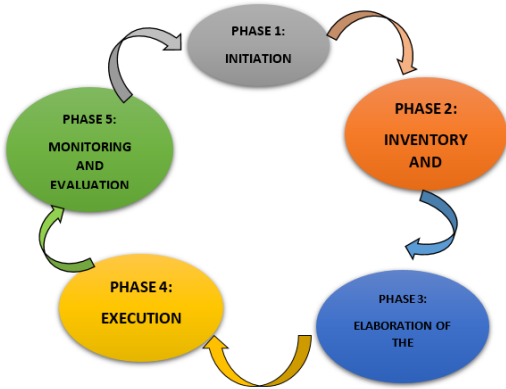 PHASE 1:
INITIATION
PHASE 2:
INVENTORY
AND
PHASE 3:
ELABORATION OF
THE
PHASE 4:
EXECUTION
PHASE 5:
MONITORING
AND
EVALUATION